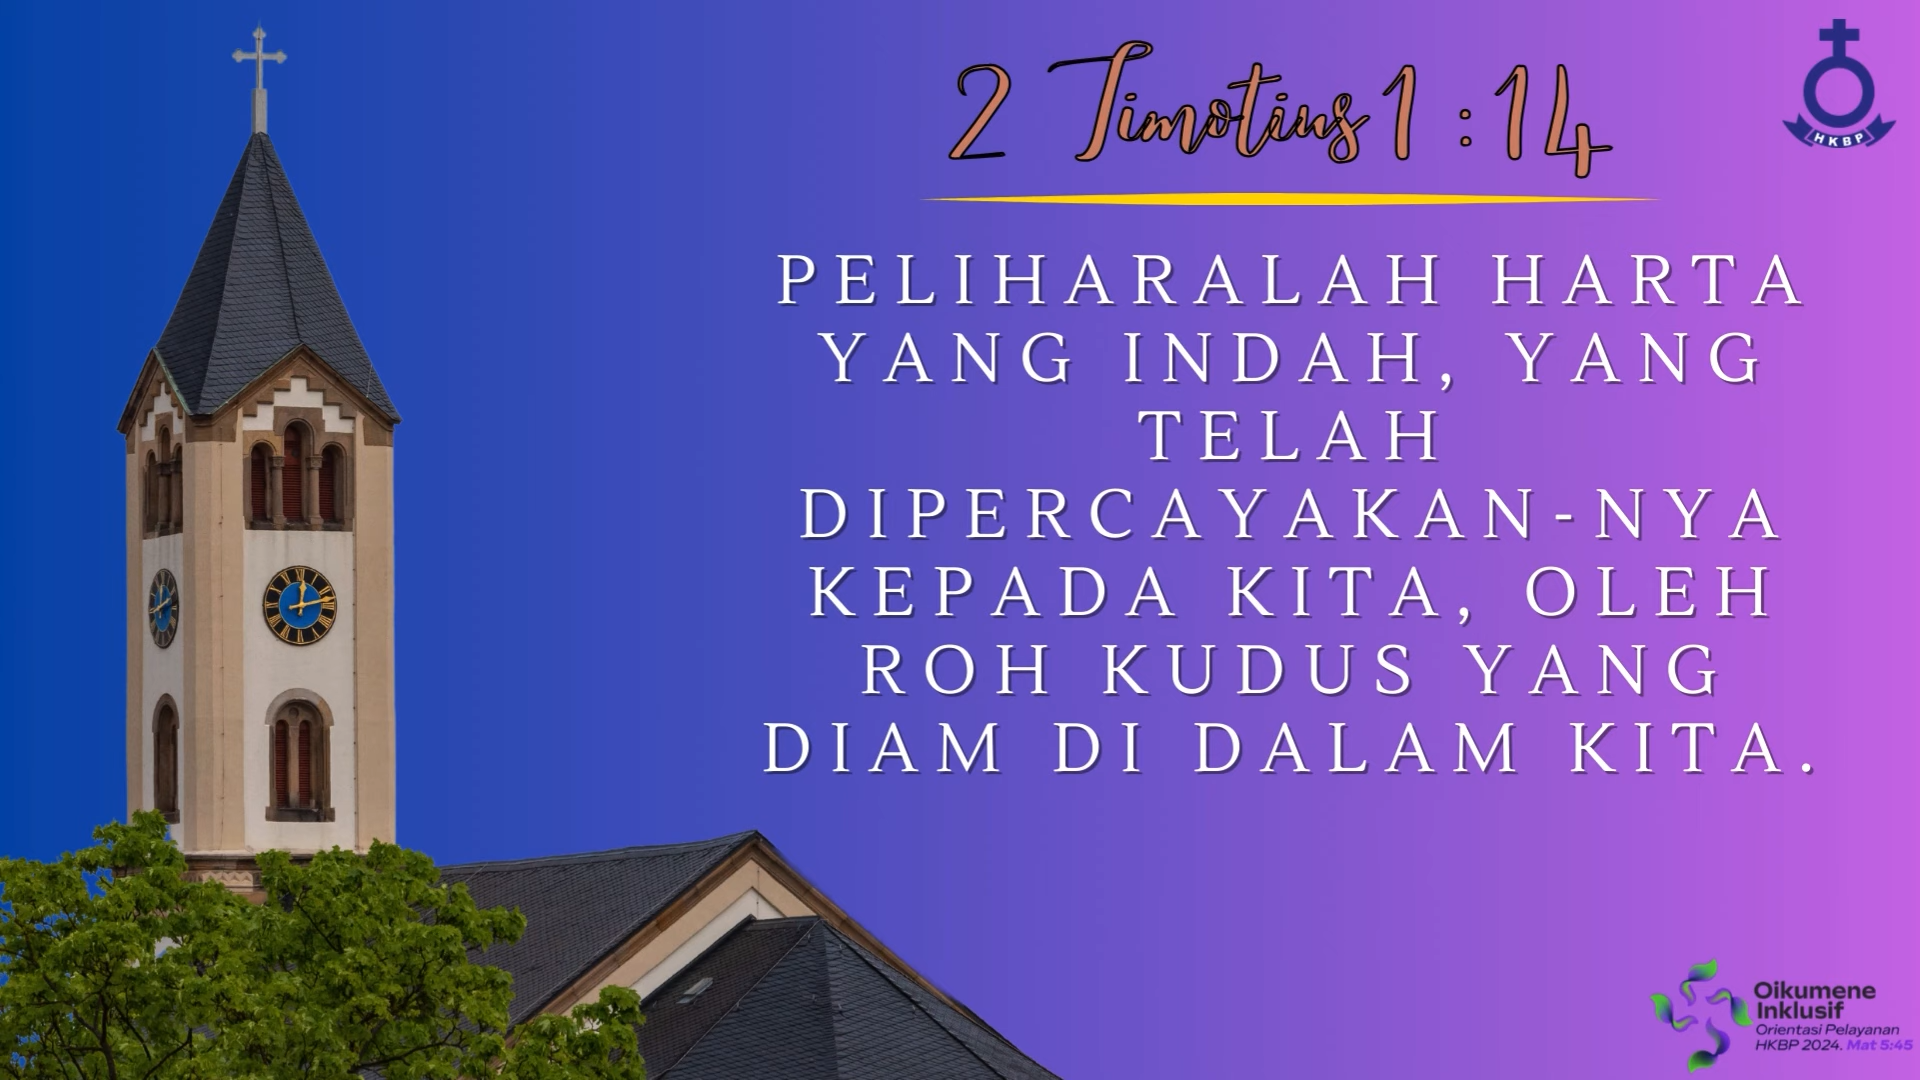 2 Timotius 1 : 14
HKBP
PELIHARALAH HARTA
YANG INDAH, YANG
TELAH
DIPERCAYAKAN-NYA
KEPADA KITA, OLEH
ROH KUDUS YANG
DIAM DI DALAM KITA.
Oikumene
Inklusif
Orientasi Pelayanan
HKBP 2024. Mat 5:45